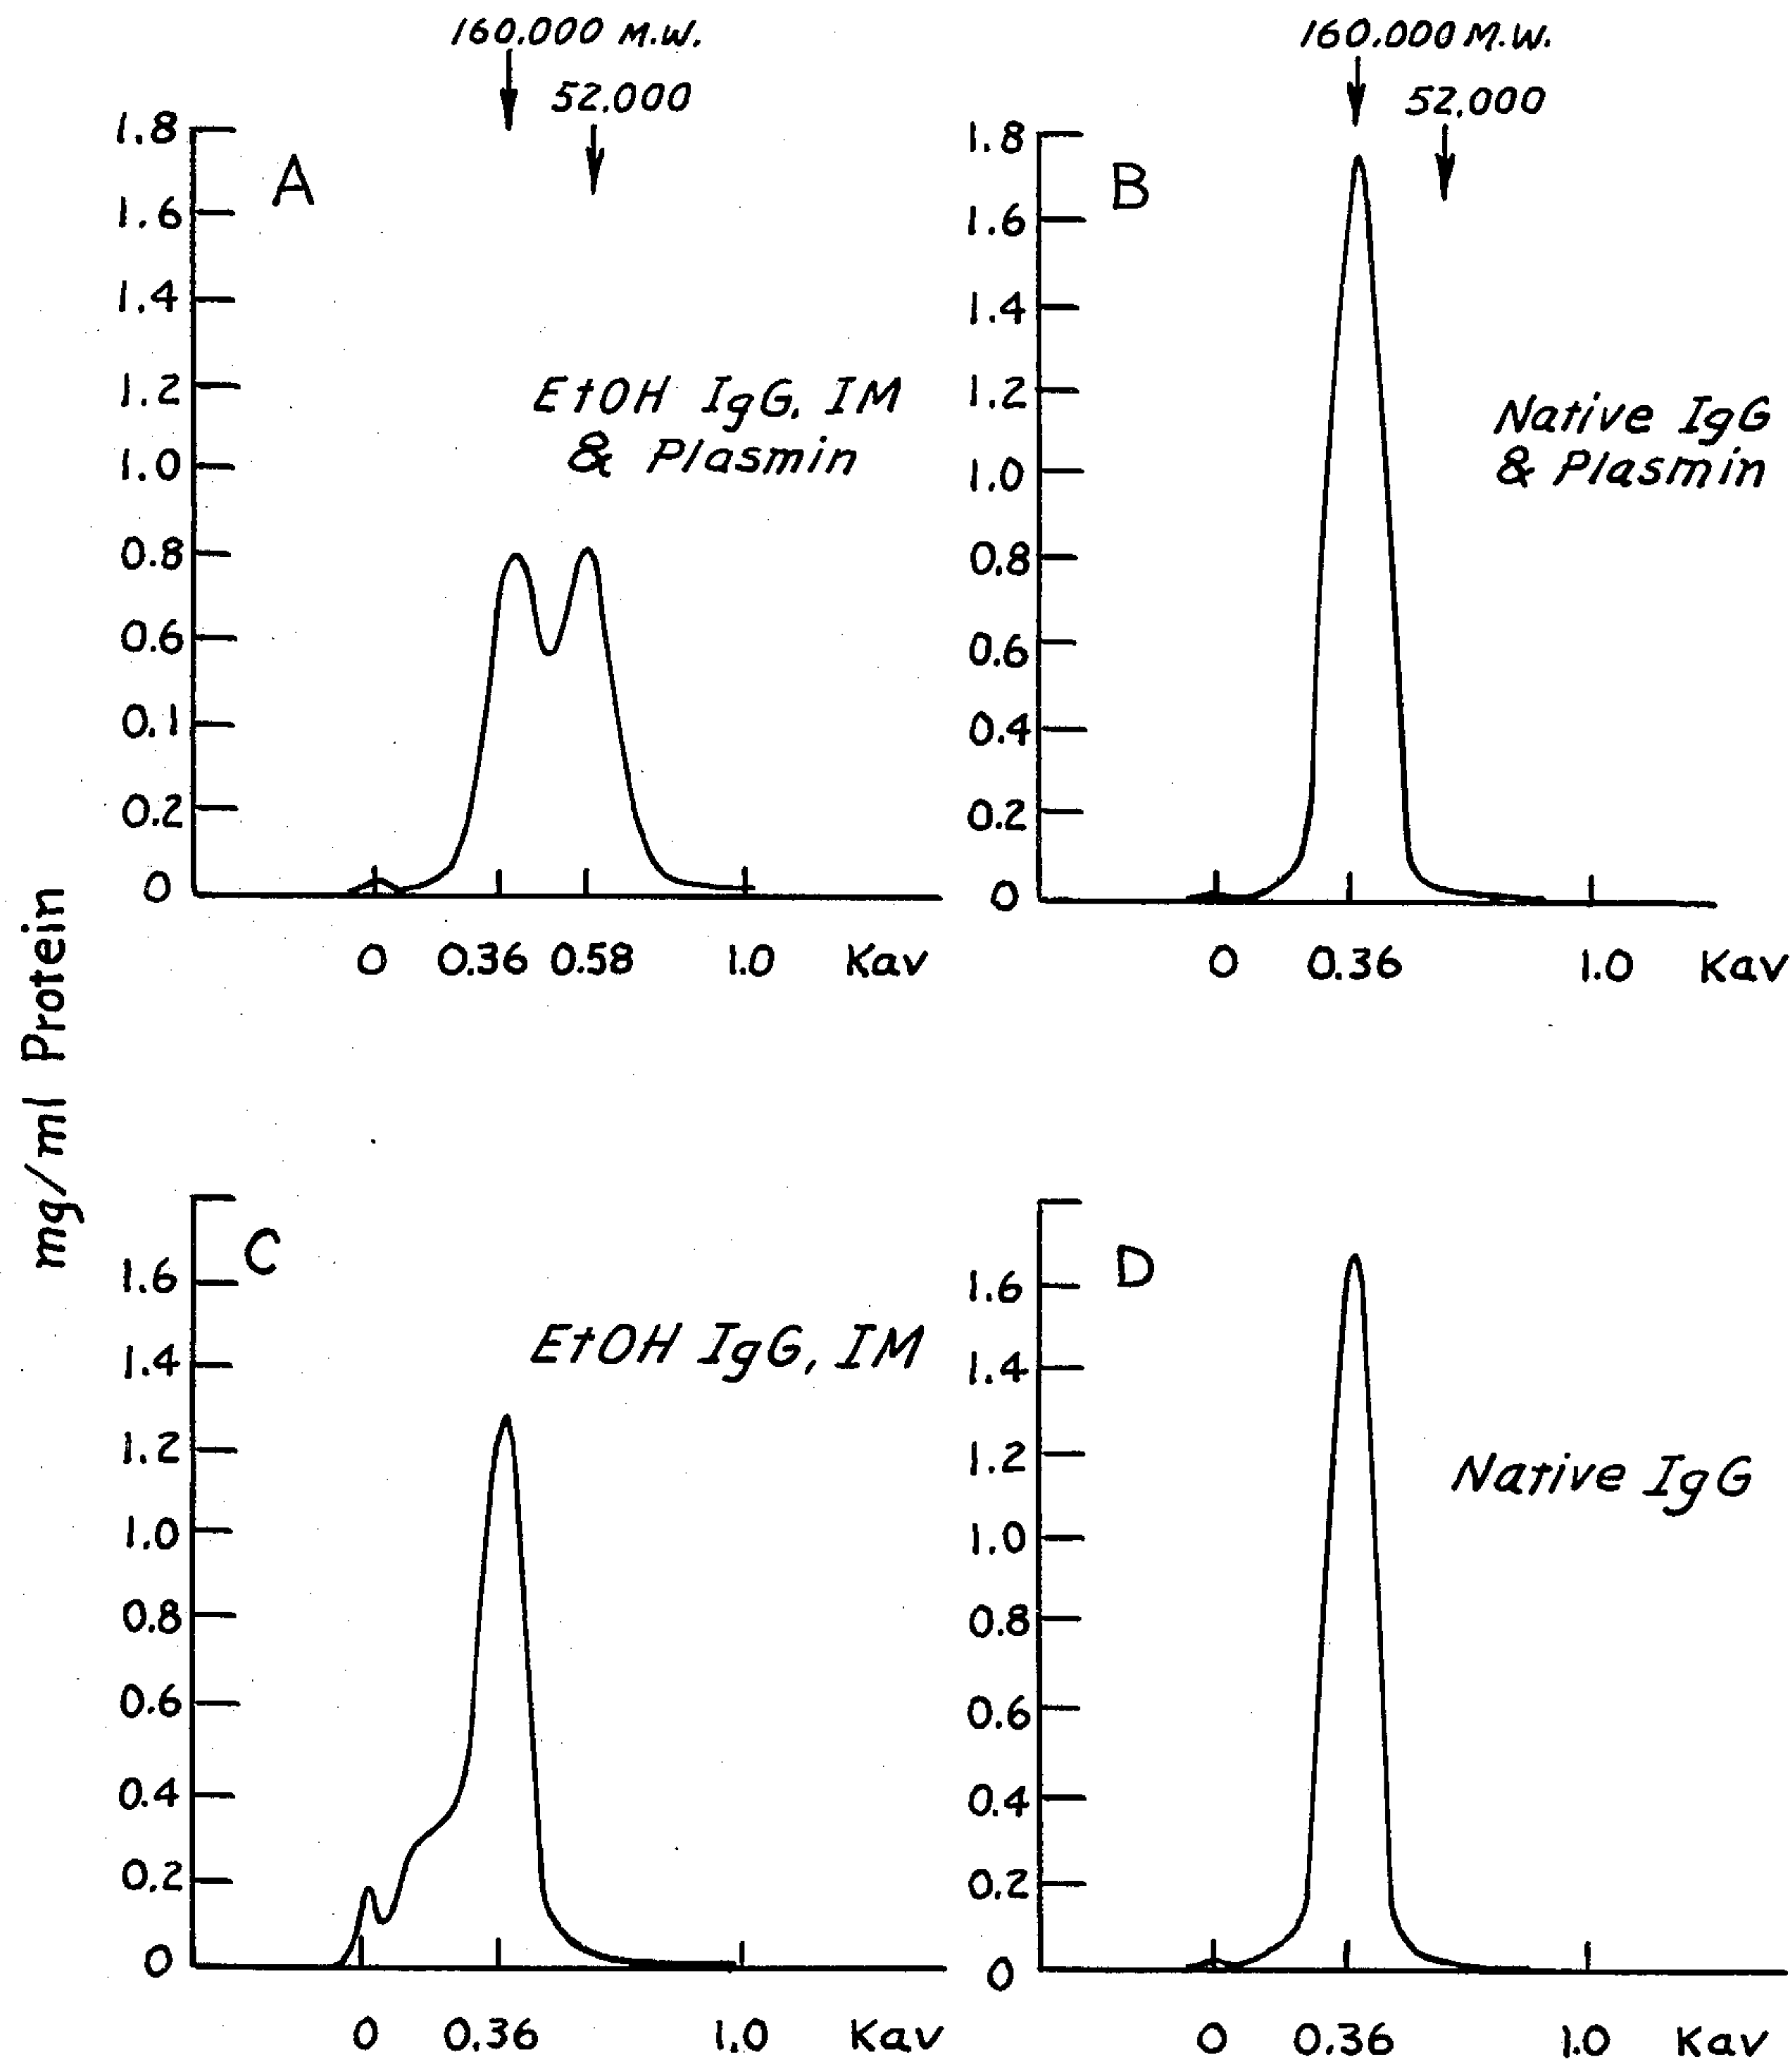 160.000 M.W.
52.000
A
1.8
1.6
1.4
1.2
1.0
0.8
0.6
0.1
0.2
0
EtOH IgG, IM
& Plasmin
0 0.36 0.58 1.0 Kav
160.000 M.W.
52,000
B
1.8
1.6
1.4
1.2
1.0
0.8
0.6
0.4
0.2
0
Native IgG
& Plasmin
0 0.36 1.0 Kav
mg/ml Protein
C
1.6
1.4
1.2
1.0
0.8
0.6
0.4
0.2
0
EtOH IgG, IM
0 0.36 1.0 Kav
D
1.6
1.4
1.2
1.0
0.8
0.6
0.4
0.2
0
Native IgG
0 0.36 1.0 Kav